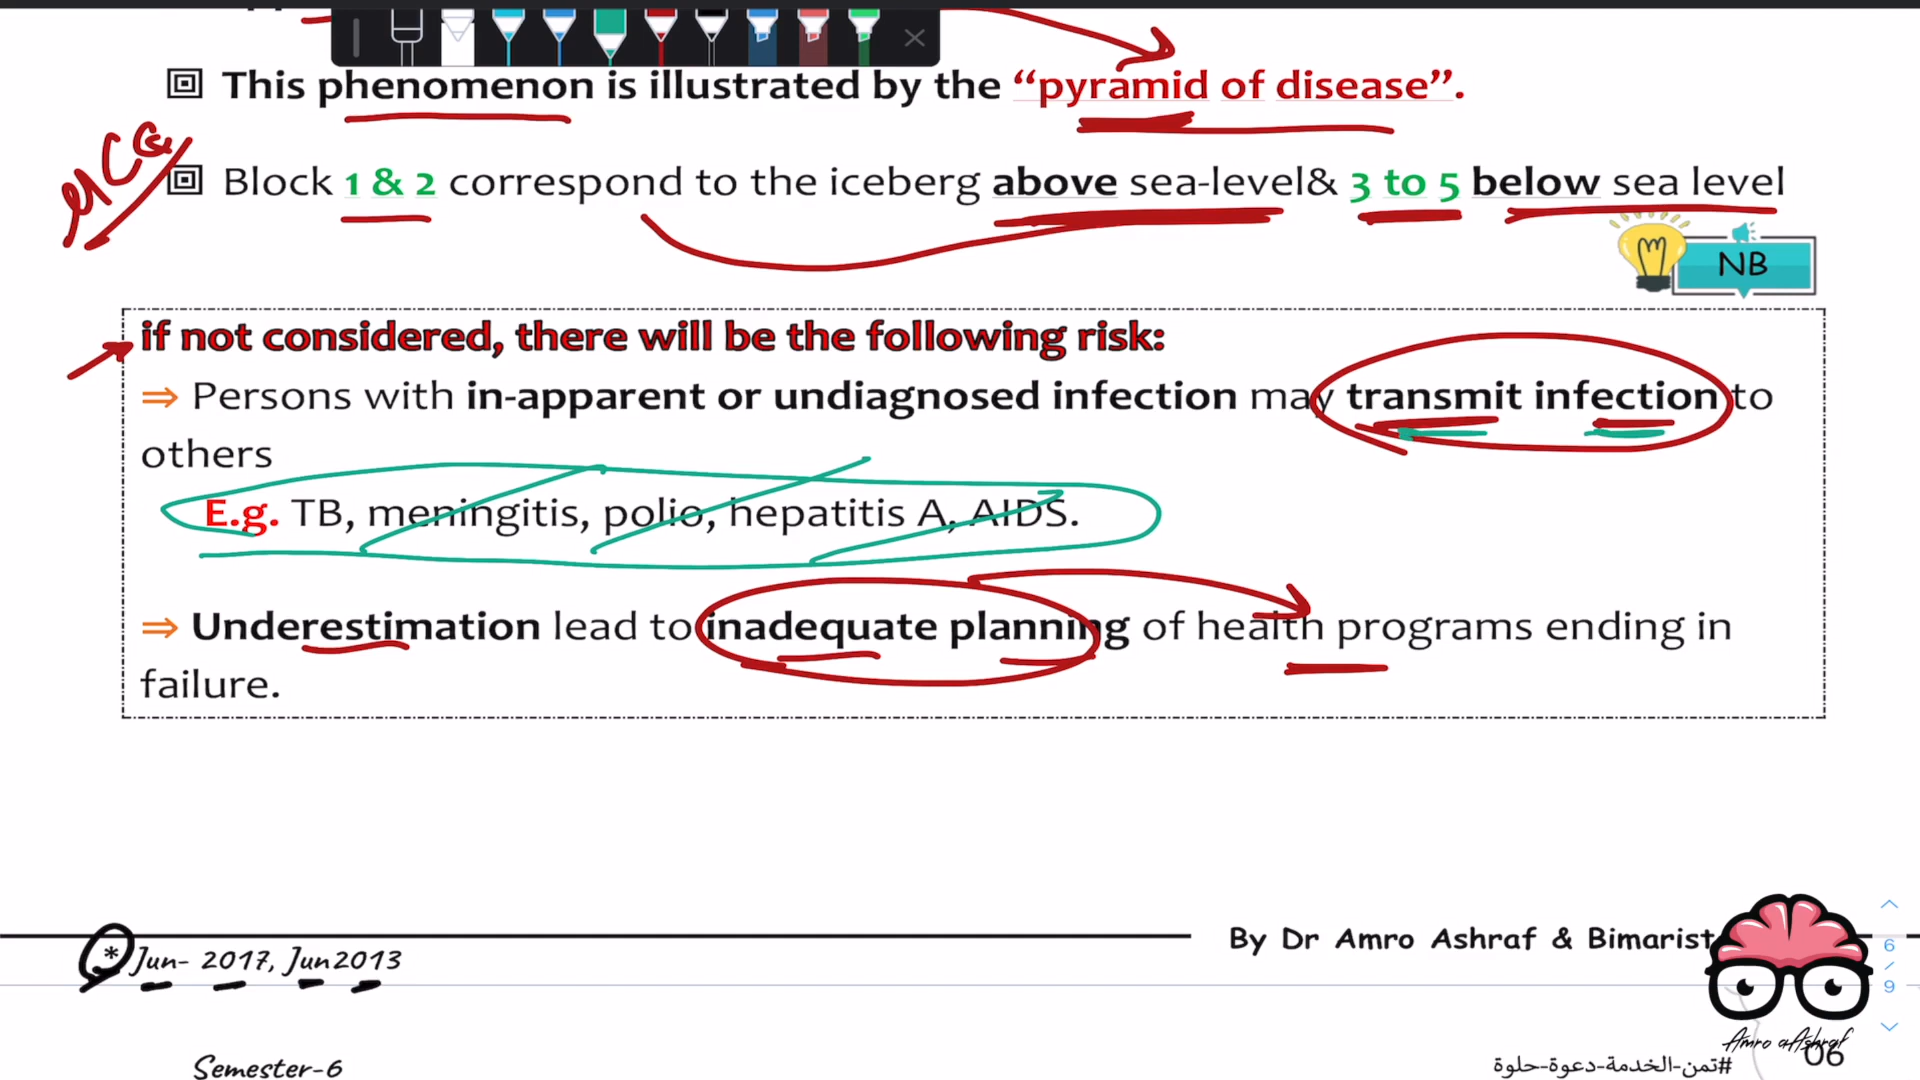 This phenomenon is illustrated by the “pyramid of disease”.
MCQ
Block 1 & 2 correspond to the iceberg above sea-level& 3 to 5 below sea level
NB
if not considered, there will be the following risk:
⇒ Persons with in-apparent or undiagnosed infection may transmit infection to
others
E.g. TB, meningitis, polio, hepatitis A, AIDS.
⇒ Underestimation lead to inadequate planning of health programs ending in
failure.
By Dr Amro Ashraf & Bimarist
* Jun- 2017, Jun2013
6
/
9
Amro Ashraf
06
Semester-6
#تمن-الخدمة-دعوة-حلوة